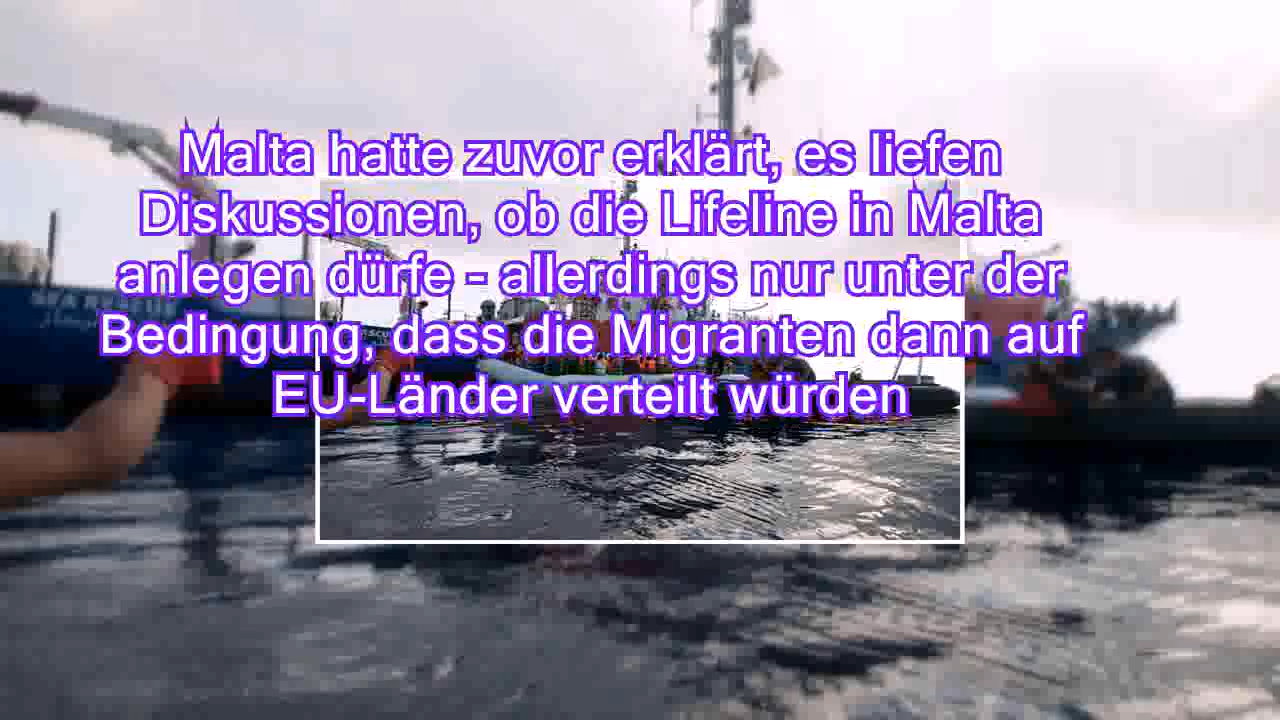 Malta hatte zuvor erklärt, es liefen
Diskussionen, ob die Lifeline in Malta
anlegen dürfe - allerdings nur unter der
Bedingung, dass die Migranten dann auf
EU-Länder verteilt würden